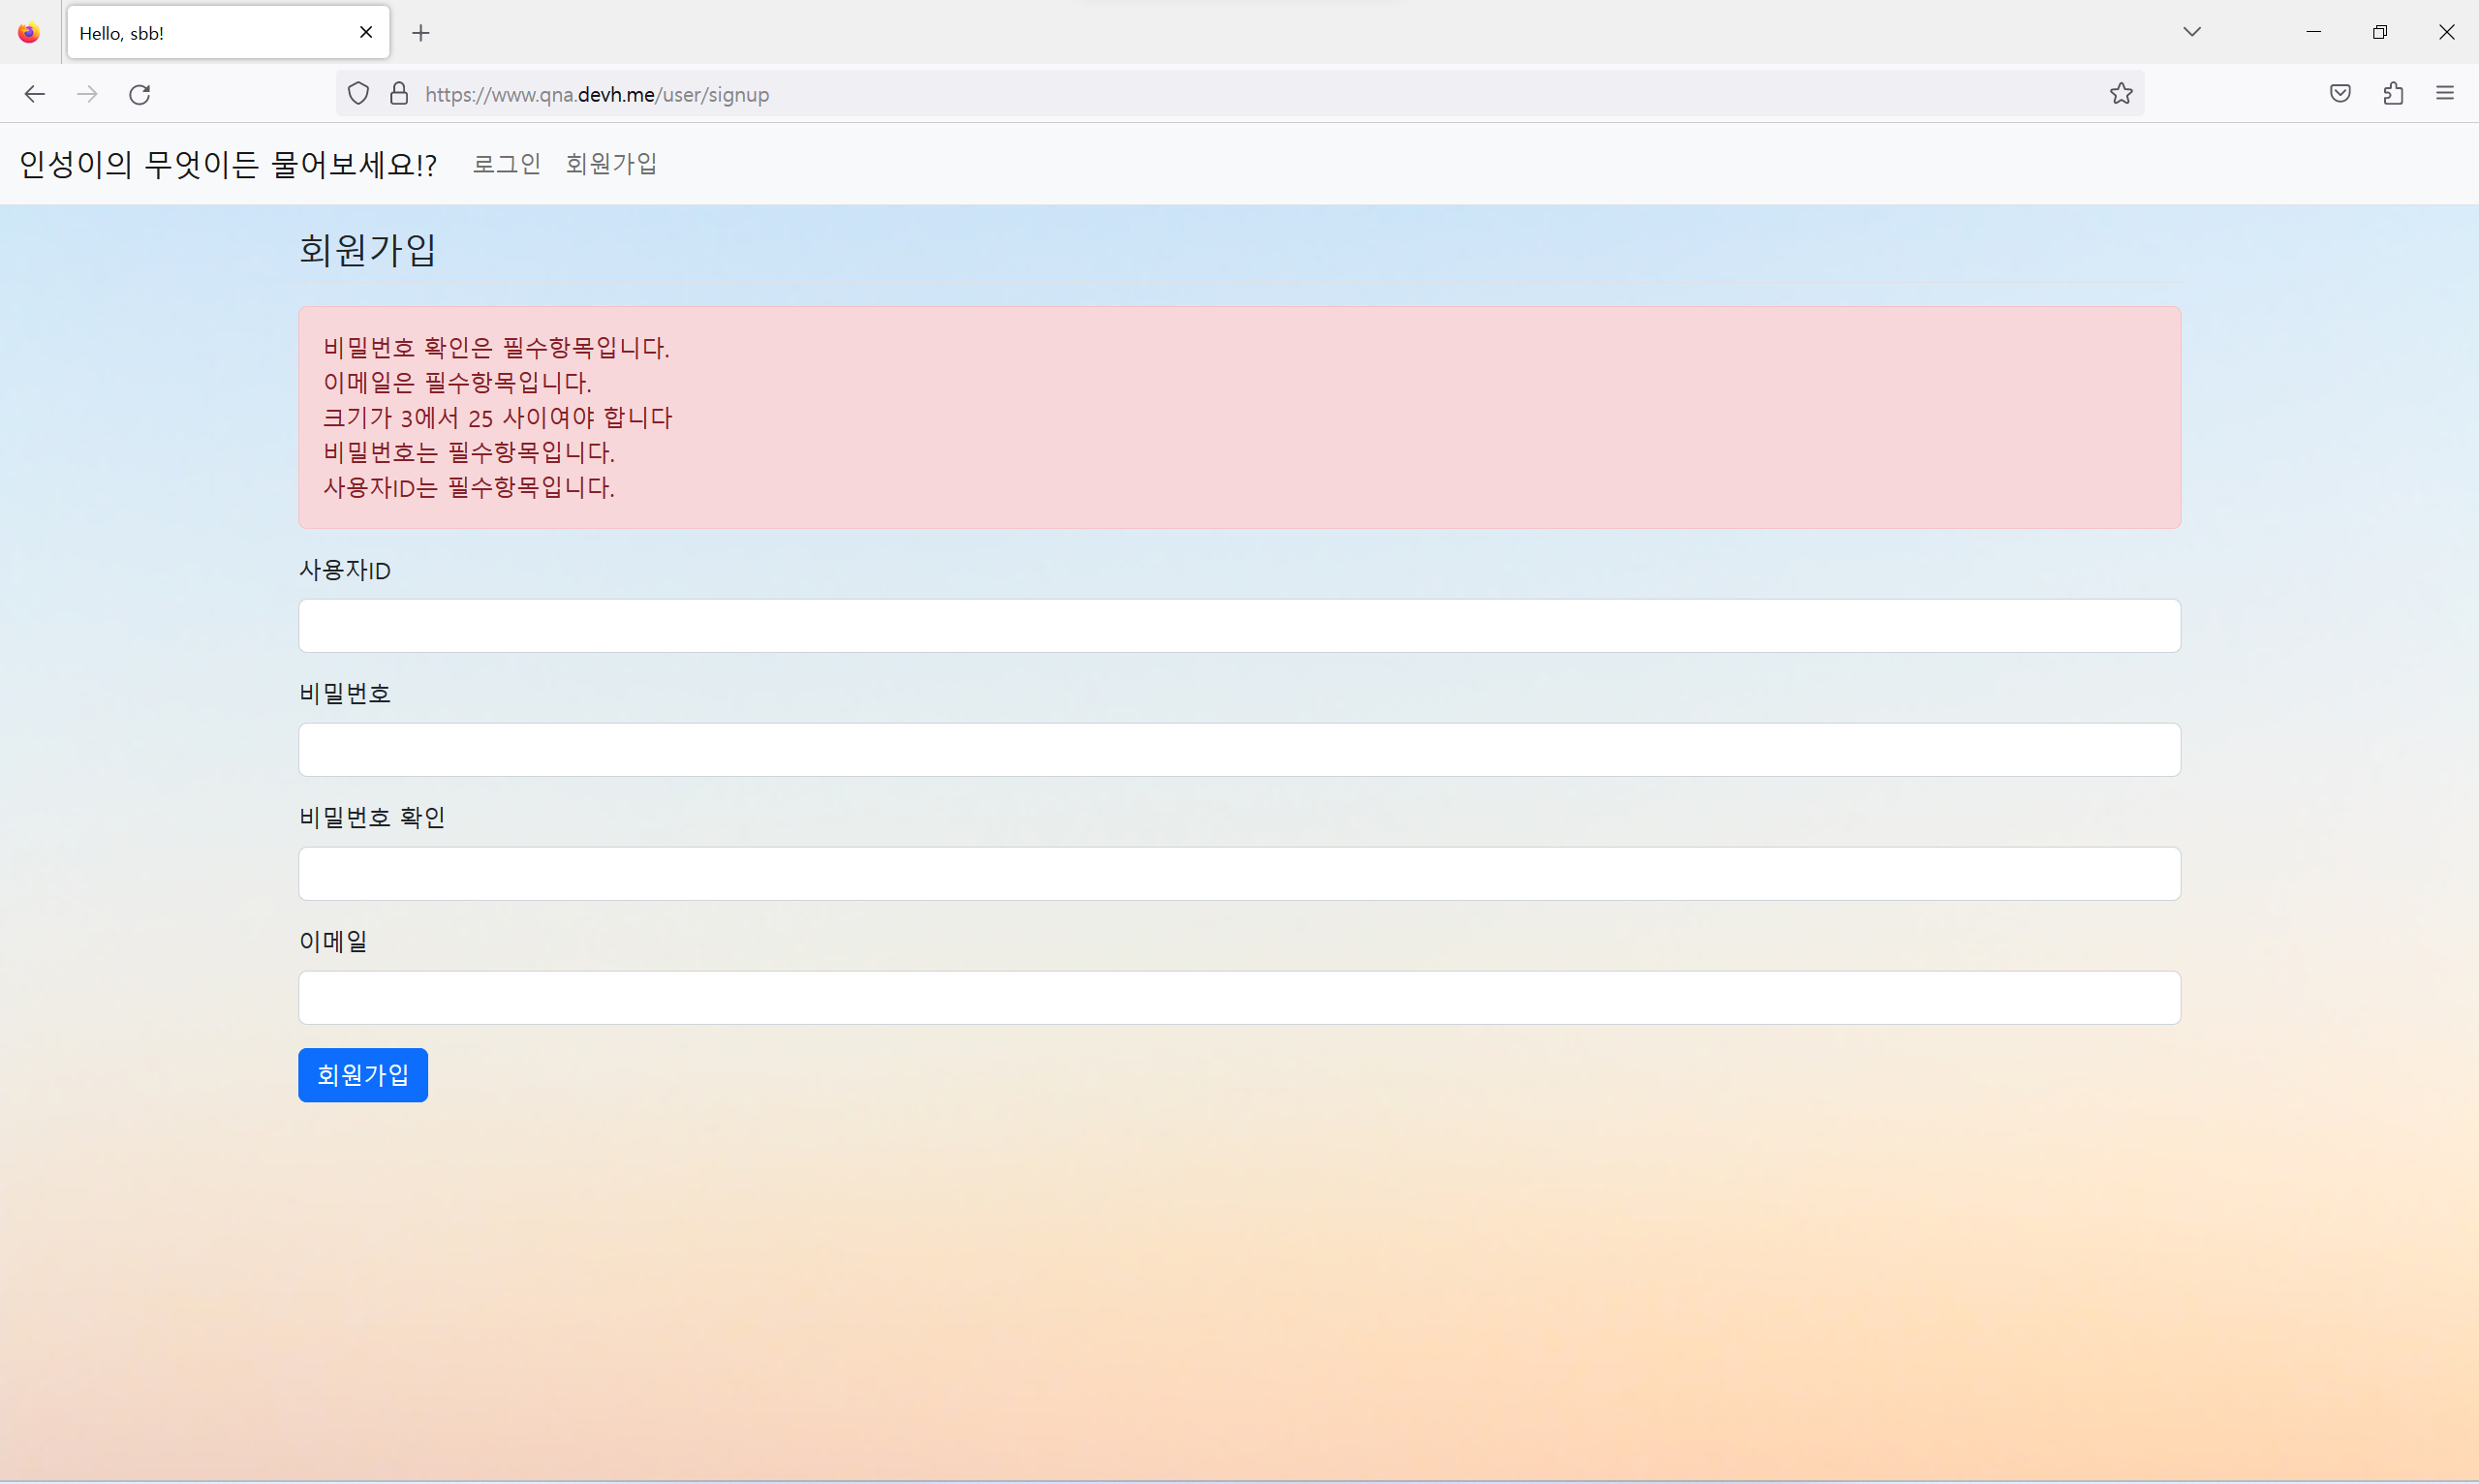 Hello, sbb!
https://www.qna.devh.me/user/signup
인성이의 무엇이든 물어보세요!? 로그인 회원가입
회원가입
비밀번호 확인은 필수항목입니다.
이메일은 필수항목입니다.
크기가 3에서 25 사이여야 합니다
비밀번호는 필수항목입니다.
사용자ID는 필수항목입니다.
사용자ID
비밀번호
비밀번호 확인
이메일
회원가입